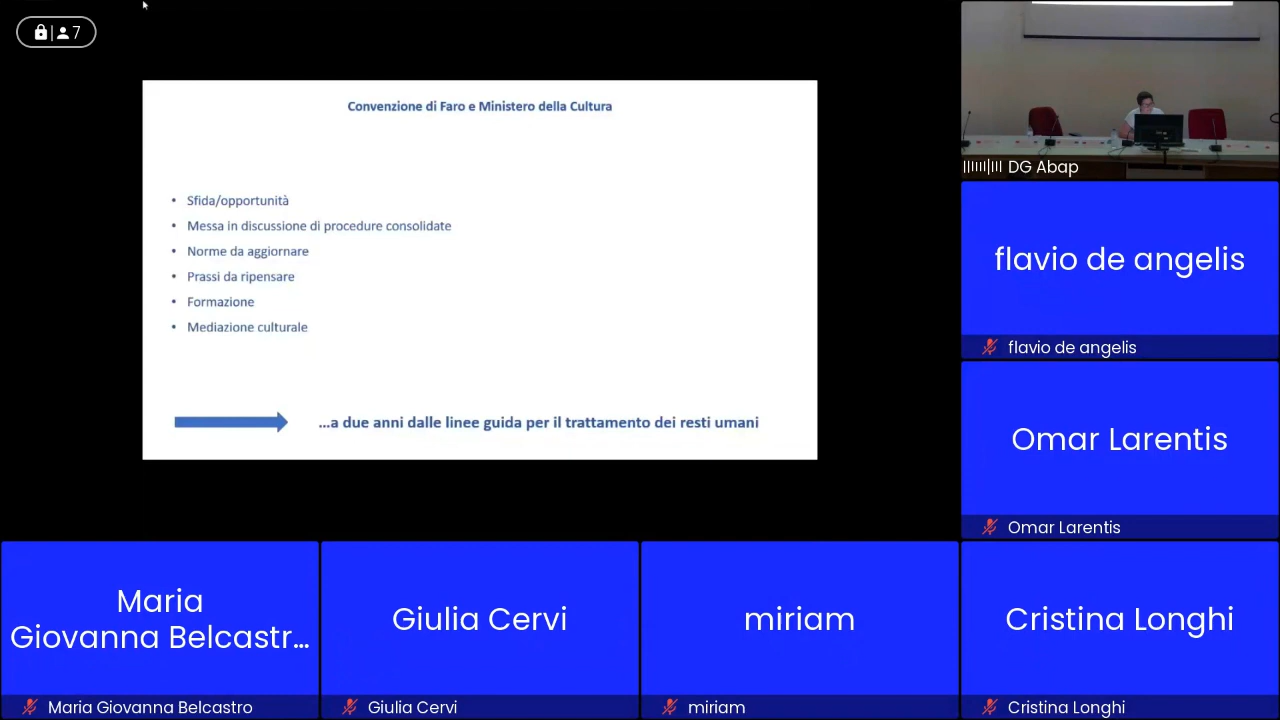 7
Convenzione di Faro e Ministero della Cultura
• Sfida/opportunità
• Messa in discussione di procedure consolidate
• Norme da aggiornare
• Prassi da ripensare
• Formazione
• Mediazione culturale
...a due anni dalle linee guida per il trattamento dei resti umani
DG Abap
flavio de angelis
flavio de angelis
Omar Larentis
Omar Larentis
Maria
Giovanna Belcastr...
Maria Giovanna Belcastro
Giulia Cervi
Giulia Cervi
miriam
miriam
Cristina Longhi
Cristina Longhi